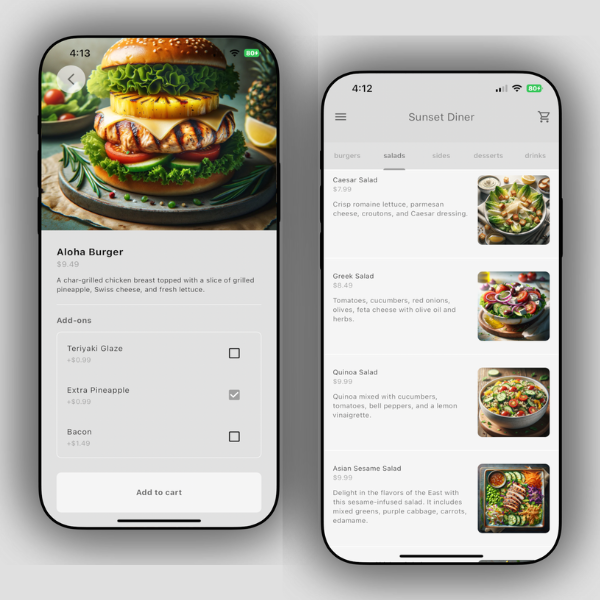 4:13
80+
Aloha Burger
$9.49
A char-grilled chicken breast topped with a slice of grilled
pineapple, Swiss cheese, and fresh lettuce.
Add-ons
Teriyaki Glaze
+$0.99
Extra Pineapple
+$0.99
Bacon
+$1.49
Add to cart
4:12
80+
Sunset Diner
burgers salads sides desserts drinks
Caesar Salad
$7.99
Crisp romaine lettuce, parmesan
cheese, croutons, and Caesar dressing.
Greek Salad
$8.49
Tomatoes, cucumbers, red onions,
olives, feta cheese with olive oil and
herbs.
Quinoa Salad
$9.99
Quinoa mixed with cucumbers,
tomatoes, bell peppers, and a lemon
vinaigrette.
Asian Sesame Salad
$9.99
Delight in the flavors of the East with
this sesame-infused salad. It includes
mixed greens, purple cabbage, carrots,
edamame.